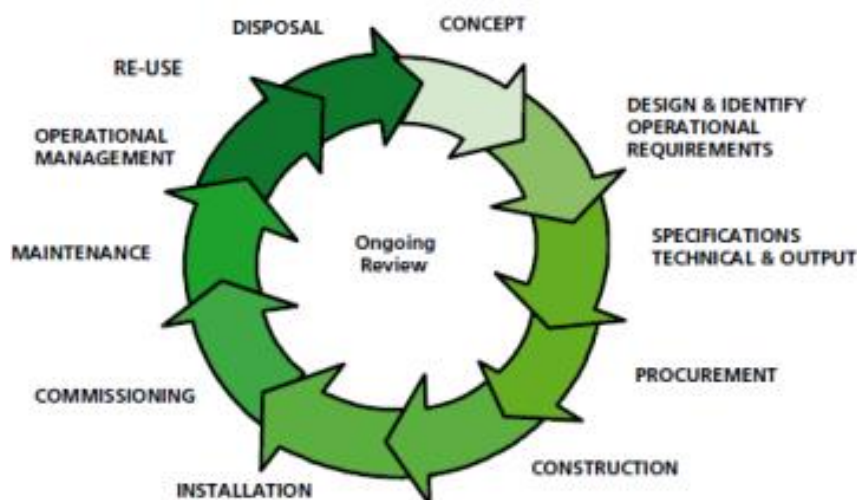 DISPOSAL
CONCEPT
RE-USE
DESIGN & IDENTIFY
OPERATIONAL
REQUIREMENTS
OPERATIONAL
MANAGEMENT
SPECIFICATIONS
TECHNICAL & OUTPUT
Ongoing
Review
MAINTENANCE
PROCUREMENT
COMMISSIONING
CONSTRUCTION
INSTALLATION